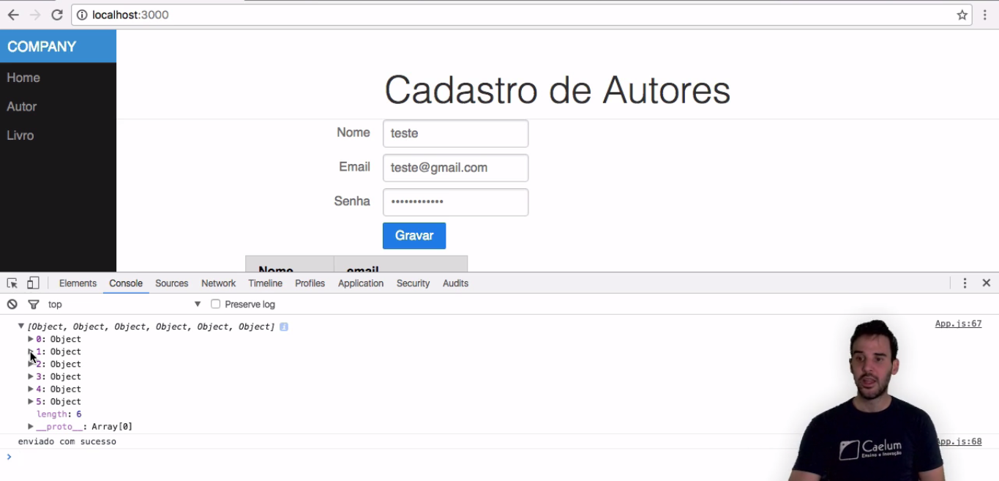 localhost:3000
COMPANY
Home
Autor
Livro
Cadastro de Autores
Nome teste
Email teste@gmail.com
Senha ••••••••••••
Gravar
Nome email
Elements Console Sources Network Timeline Profiles Application Security Audits
top Preserve log
[Object, Object, Object, Object, Object, Object] i App.js:67
0: Object
1: Object
2: Object
3: Object
4: Object
5: Object
length: 6
__proto__: Array[0]
enviado com sucesso App.js:68
Caelum
Ensino e Inovação